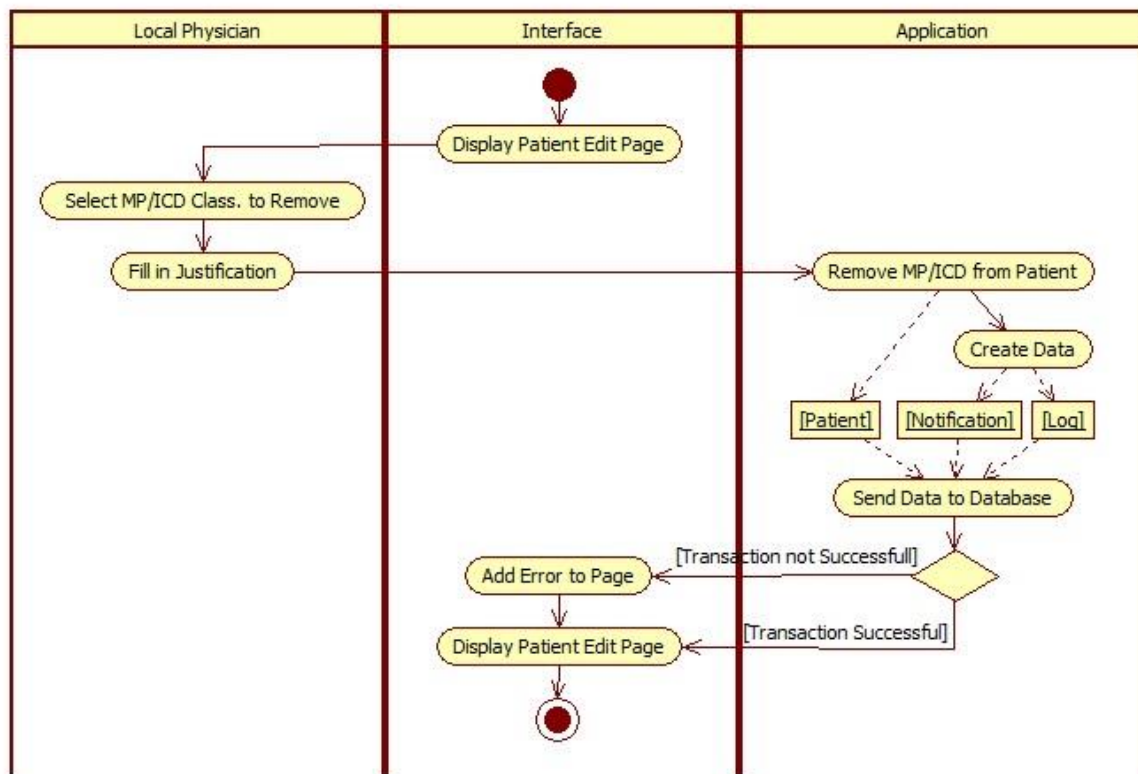 Local Physician
Interface
Application
Display Patient Edit Page
Select MP/ICD Class. to Remove
Fill in Justification
Remove MP/ICD from Patient
Create Data
[Patient]
[Notification]
[Log]
Send Data to Database
[Transaction not Successfull]
Add Error to Page
[Transaction Successful]
Display Patient Edit Page